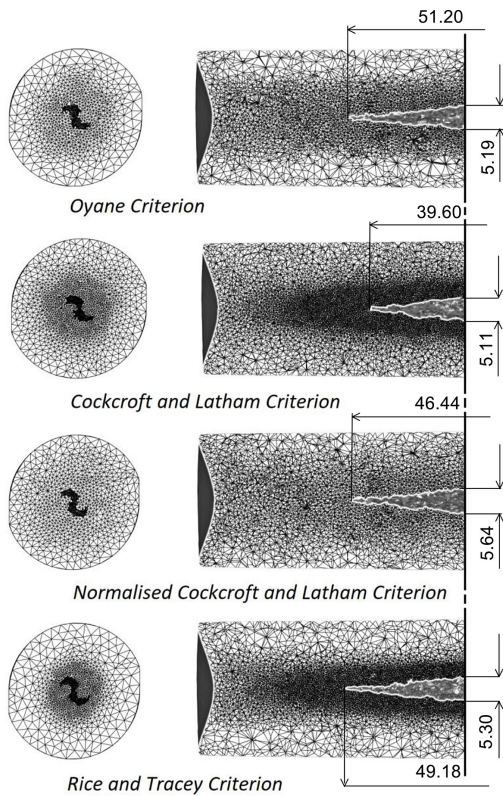 51.20
5.19
Oyane Criterion
39.60
5.11
Cockcroft and Latham Criterion
46.44
5.64
Normalised Cockcroft and Latham Criterion
5.30
49.18
Rice and Tracey Criterion